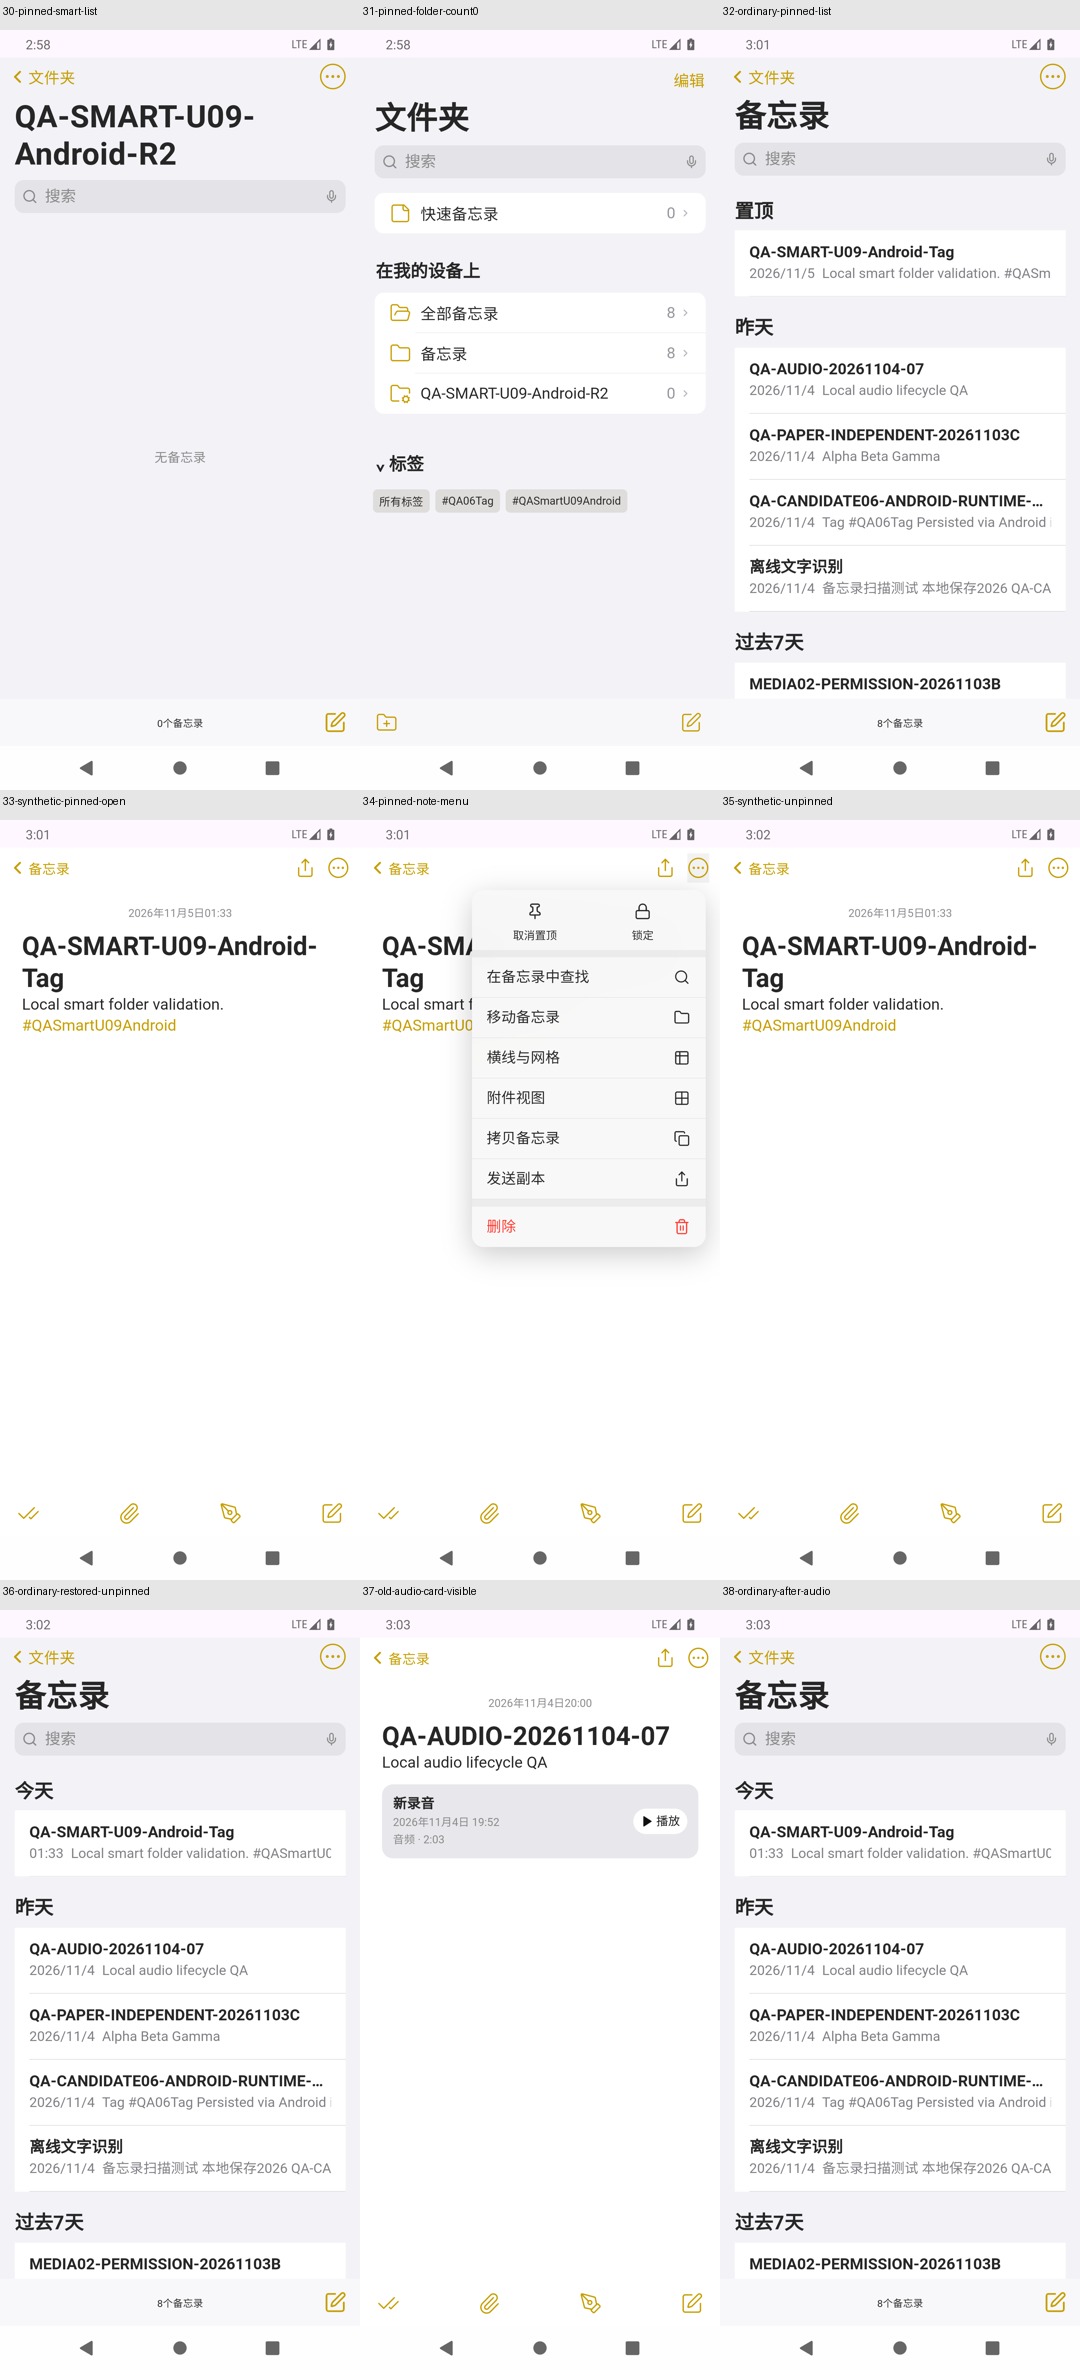 30-pinned-smart-list
2:58
LTE
文件夹
QA-SMART-U09-
Android-R2
搜索
无备忘录
0个备忘录
31-pinned-folder-count0
2:58
LTE
编辑
文件夹
搜索
快速备忘录 0
在我的设备上
全部备忘录 8
备忘录 8
QA-SMART-U09-Android-R2 0
标签
所有标签 #QA06Tag #QASmartU09Android
32-ordinary-pinned-list
3:01
LTE
文件夹
备忘录
搜索
置顶
QA-SMART-U09-Android-Tag
2026/11/5 Local smart folder validation. #QASm
昨天
QA-AUDIO-20261104-07
2026/11/4 Local audio lifecycle QA
QA-PAPER-INDEPENDENT-20261103C
2026/11/4 Alpha Beta Gamma
QA-CANDIDATE06-ANDROID-RUNTIME-...
2026/11/4 Tag #QA06Tag Persisted via Android
离线文字识别
2026/11/4 备忘录扫描测试 本地保存2026 QA-CA
过去7天
MEDIA02-PERMISSION-20261103B
8个备忘录
33-synthetic-pinned-open
3:01
LTE
备忘录
2026年11月5日01:33
QA-SMART-U09-Android-
Tag
Local smart folder validation.
#QASmartU09Android
34-pinned-note-menu
3:01
LTE
备忘录
QA-SMA
Tag
Local smart f
#QASmartU0
取消置顶 锁定
在备忘录中查找
移动备忘录
横线与网格
附件视图
拷贝备忘录
发送副本
删除
35-synthetic-unpinned
3:02
LTE
备忘录
2026年11月5日01:33
QA-SMART-U09-Android-
Tag
Local smart folder validation.
#QASmartU09Android
36-ordinary-restored-unpinned
3:02
LTE
文件夹
备忘录
搜索
今天
QA-SMART-U09-Android-Tag
01:33 Local smart folder validation. #QASmartU0
昨天
QA-AUDIO-20261104-07
2026/11/4 Local audio lifecycle QA
QA-PAPER-INDEPENDENT-20261103C
2026/11/4 Alpha Beta Gamma
QA-CANDIDATE06-ANDROID-RUNTIME-...
2026/11/4 Tag #QA06Tag Persisted via Android
离线文字识别
2026/11/4 备忘录扫描测试 本地保存2026 QA-CA
过去7天
MEDIA02-PERMISSION-20261103B
8个备忘录
37-old-audio-card-visible
3:03
LTE
备忘录
2026年11月4日20:00
QA-AUDIO-20261104-07
Local audio lifecycle QA
新录音
2026年11月4日 19:52
音频 · 2:03
播放
38-ordinary-after-audio
3:03
LTE
文件夹
备忘录
搜索
今天
QA-SMART-U09-Android-Tag
01:33 Local smart folder validation. #QASmartU0
昨天
QA-AUDIO-20261104-07
2026/11/4 Local audio lifecycle QA
QA-PAPER-INDEPENDENT-20261103C
2026/11/4 Alpha Beta Gamma
QA-CANDIDATE06-ANDROID-RUNTIME-...
2026/11/4 Tag #QA06Tag Persisted via Android
离线文字识别
2026/11/4 备忘录扫描测试 本地保存2026 QA-CA
过去7天
MEDIA02-PERMISSION-20261103B
8个备忘录